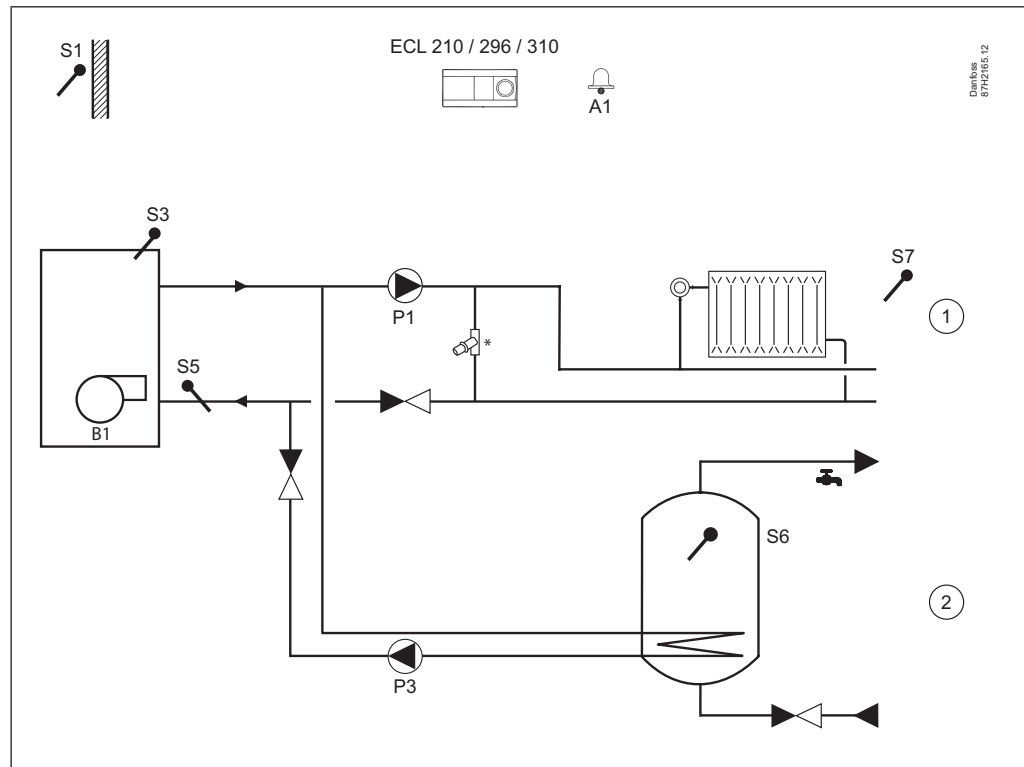 S1
ECL 210 / 296 / 310
A1
Danfoss
87H2165.12
S3
S7
P1
*
1
S5
B1
S6
2
P3